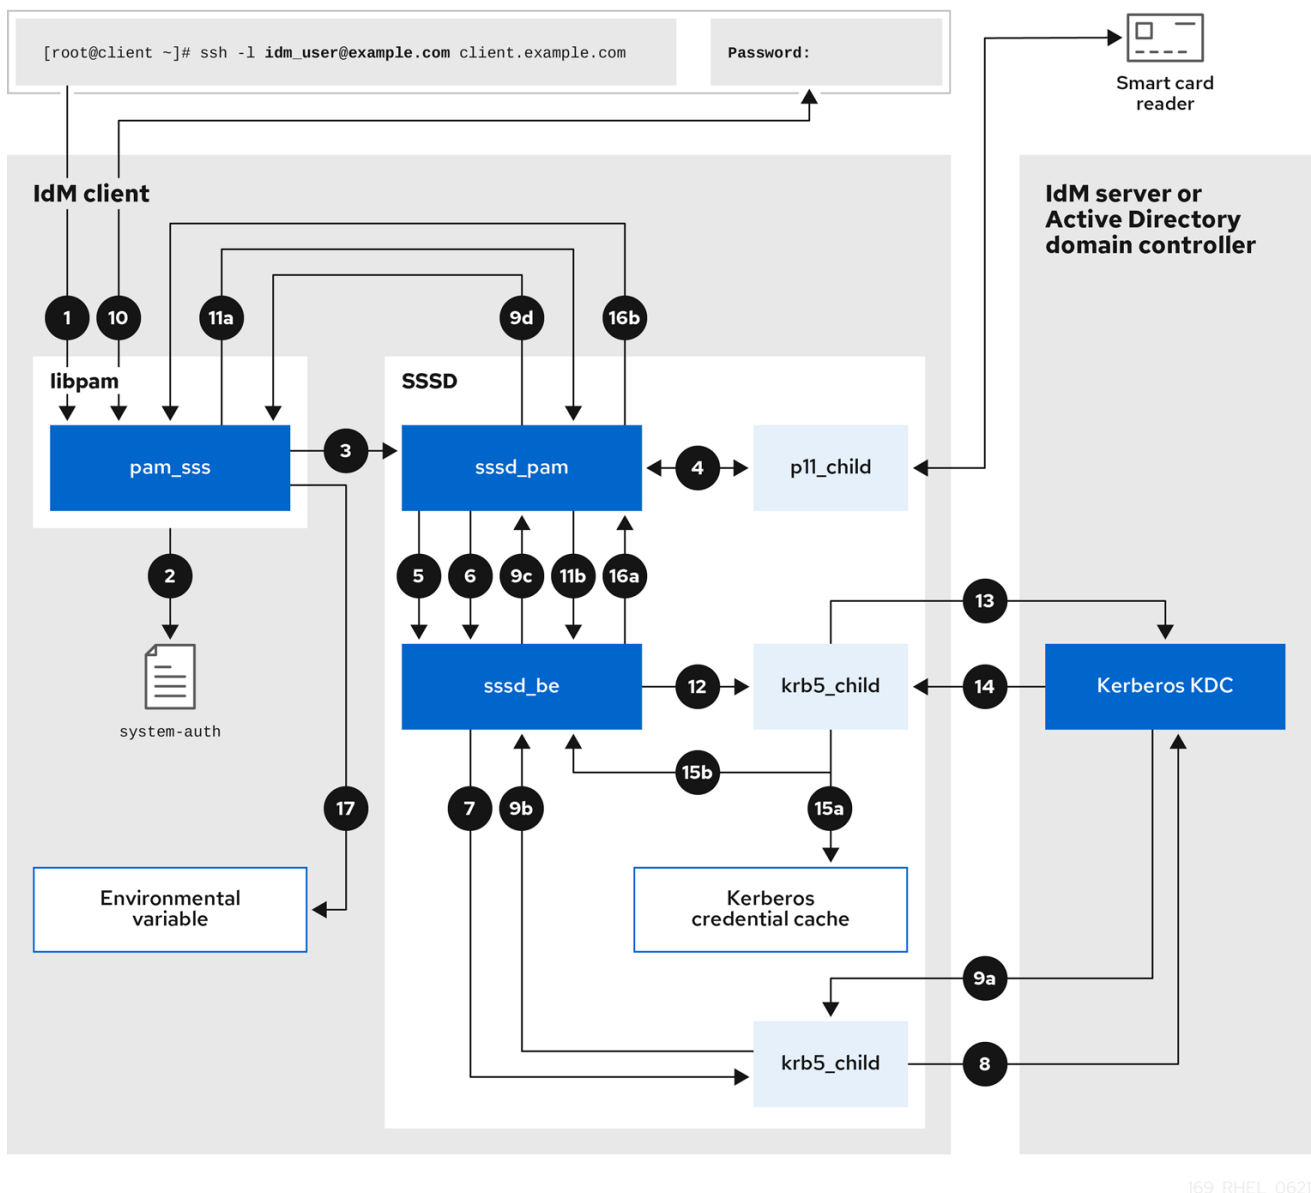 [root@client ~]# ssh -l idm_user@example.com client.example.com
Password:
Smart card
reader
IdM client
IdM server or
Active Directory
domain controller
1
10
11a
9d
16b
libpam
SSSD
pam_sss
3
sssd_pam
4
p11_child
2
5
6
9c
11b
16a
13
system-auth
sssd_be
12
krb5_child
14
Kerberos KDC
15b
17
7
9b
15a
Environmental
variable
Kerberos
credential cache
9a
krb5_child
8
169_RHEL_0621